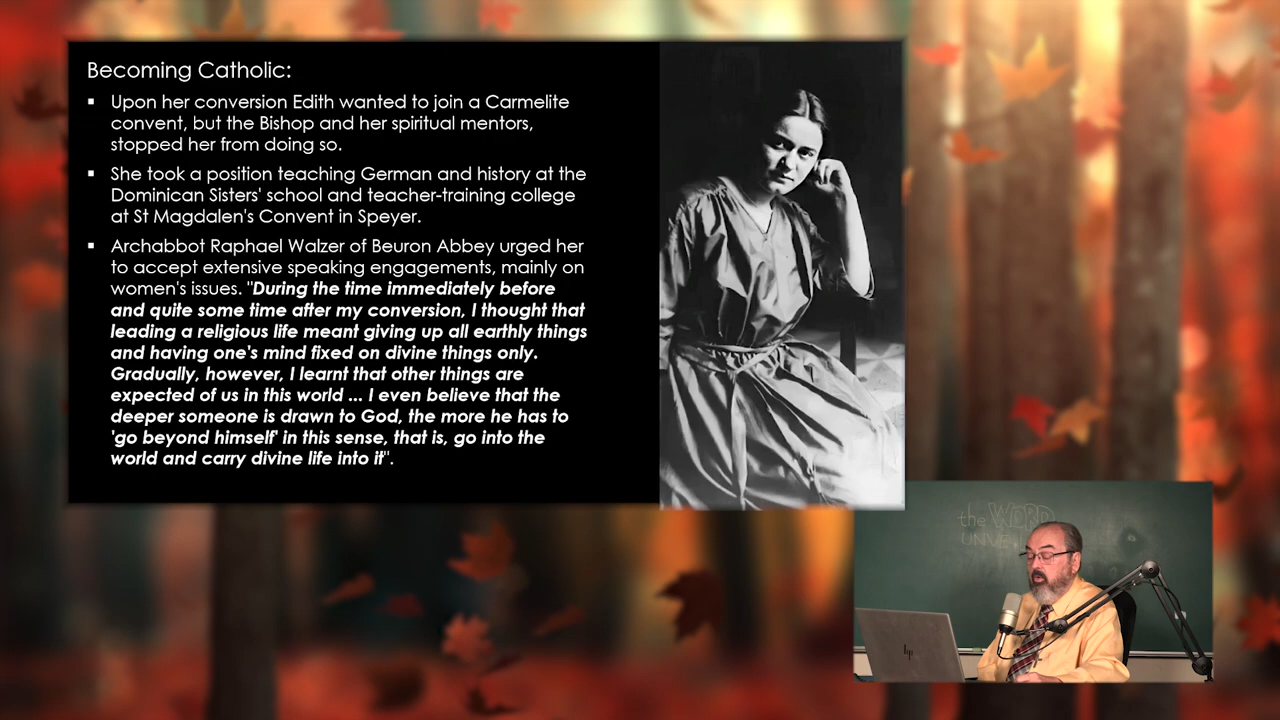 Becoming Catholic:
▪ Upon her conversion Edith wanted to join a Carmelite
convent, but the Bishop and her spiritual mentors,
stopped her from doing so.
▪ She took a position teaching German and history at the
Dominican Sisters' school and teacher-training college
at St Magdalen's Convent in Speyer.
▪ Archabbot Raphael Walzer of Beuron Abbey urged her
to accept extensive speaking engagements, mainly on
women's issues. "During the time immediately before
and quite some time after my conversion, I thought that
leading a religious life meant giving up all earthly things
and having one's mind fixed on divine things only.
Gradually, however, I learnt that other things are
expected of us in this world ... I even believe that the
deeper someone is drawn to God, the more he has to
'go beyond himself' in this sense, that is, go into the
world and carry divine life into it".
the WORD
hp